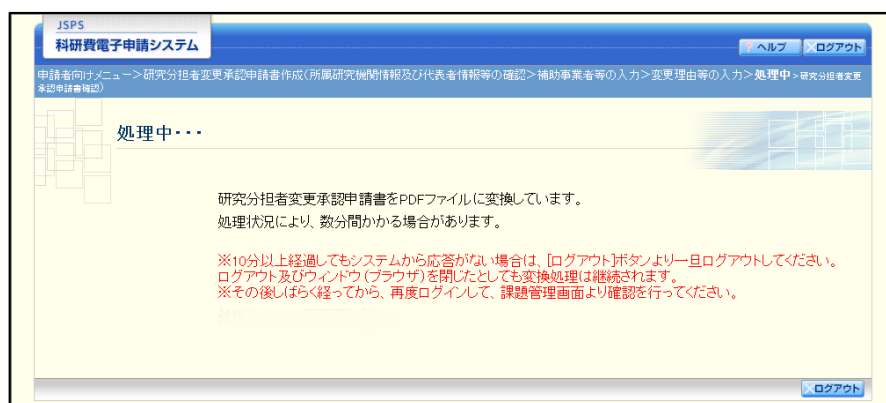 JSPS
科研費電子申請システム
? ヘルプ
ログアウト
申請者向けメニュー>研究分担者変更承認申請書作成(所属研究機関情報及び代表者情報等の確認>補助事業者等の入力>変更理由等の入力>処理中>研究分担者変更
承認申請書確認)
処理中・・・
研究分担者変更承認申請書をPDFファイルに変換しています。
処理状況により、数分間かかる場合があります。
※10分以上経過してもシステムから応答がない場合は、[ログアウト]ボタンより一旦ログアウトしてください。
ログアウト及びウィンドウ(ブラウザ)を閉じたとしても変換処理は継続されます。
※その後しばらく経ってから、再度ログインして、課題管理画面より確認を行ってください。
ログアウト